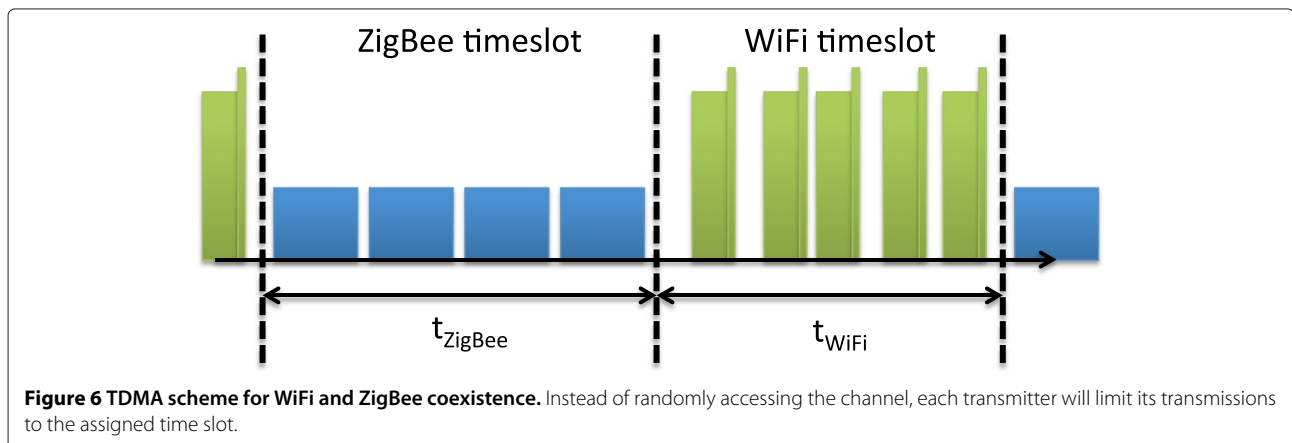 ZigBee timeslot WiFi timeslot
tZigBee tWiFi
Figure 6 TDMA scheme for WiFi and ZigBee coexistence. Instead of randomly accessing the channel, each transmitter will limit its transmissions
to the assigned time slot.